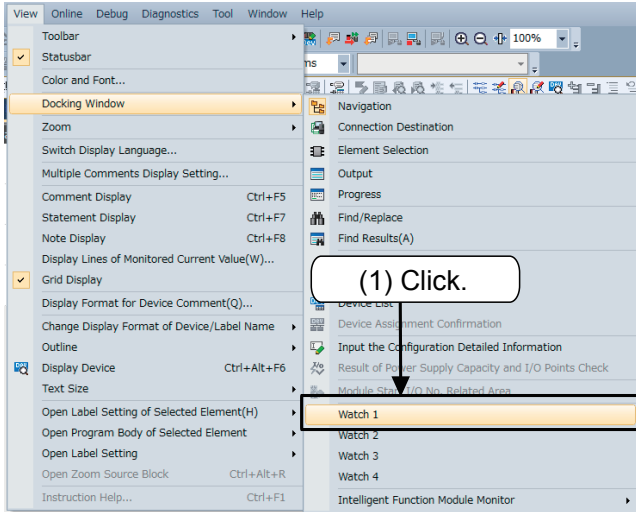 View Online Debug Diagnostics Tool Window Help
Toolbar
Statusbar
Color and Font...
Docking Window
Zoom
Switch Display Language...
Multiple Comments Display Setting...
Comment Display Ctrl+F5
Statement Display Ctrl+F7
Note Display Ctrl+F8
Display Lines of Monitored Current Value(W)...
Grid Display
Display Format for Device Comment(Q)...
Change Display Format of Device/Label Name
Outline
Display Device Ctrl+Alt+F6
Text Size
Open Label Setting of Selected Element(H)
Open Program Body of Selected Element
Open Label Setting
Open Zoom Source Block Ctrl+Alt+R
Instruction Help... Ctrl+F1
100%
ns
Navigation
Connection Destination
Element Selection
Output
Progress
Find/Replace
Find Results(A)
(1) Click.
Device List
Device Assignment Confirmation
Input the Configuration Detailed Information
Result of Power Supply Capacity and I/O Points Check
Module Start I/O No. Related Area
Watch 1
Watch 2
Watch 3
Watch 4
Intelligent Function Module Monitor